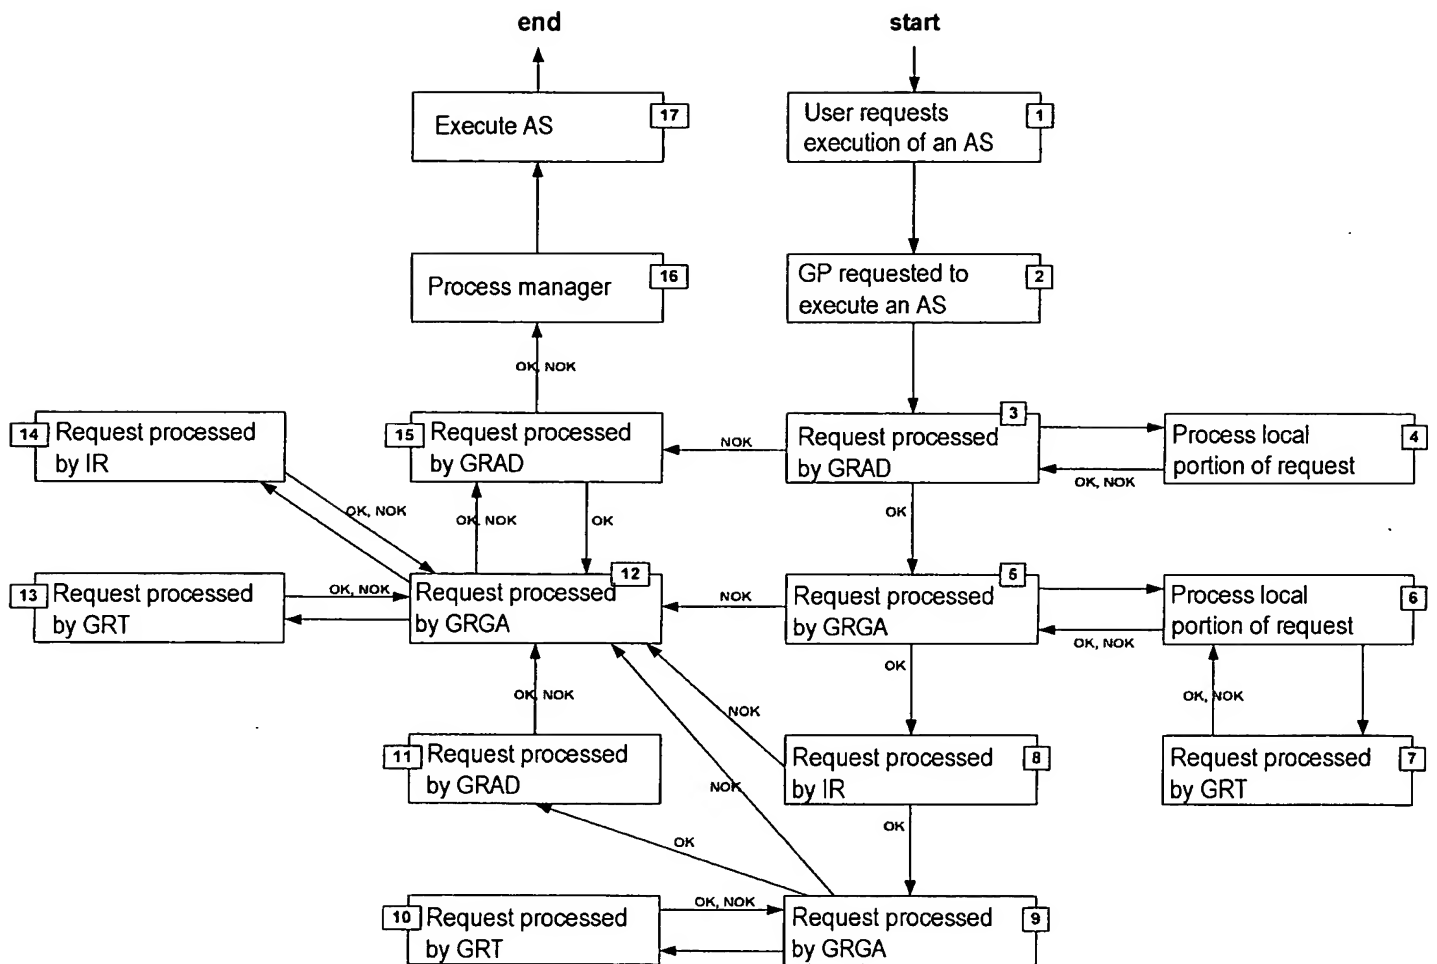 end
start
Execute AS
17
User requests
execution of an AS
1
Process manager
16
GP requested to
execute an AS
2
OK, NOK
14
Request processed
by IR
15
Request processed
by GRAD
NOK
3
Request processed
by GRAD
Process local
portion of request
4
OK, NOK
OK, NOK
OK, NOK
OK
OK
13
Request processed
by GRT
OK, NOK
12
Request processed
by GRGA
NOK
5
Request processed
by GRGA
Process local
portion of request
6
OK, NOK
OK, NOK
NOK
OK
OK, NOK
11
Request processed
by GRAD
NOK
Request processed
by IR
8
Request processed
by GRT
7
OK
OK
10
Request processed
by GRT
OK, NOK
Request processed
by GRGA
9